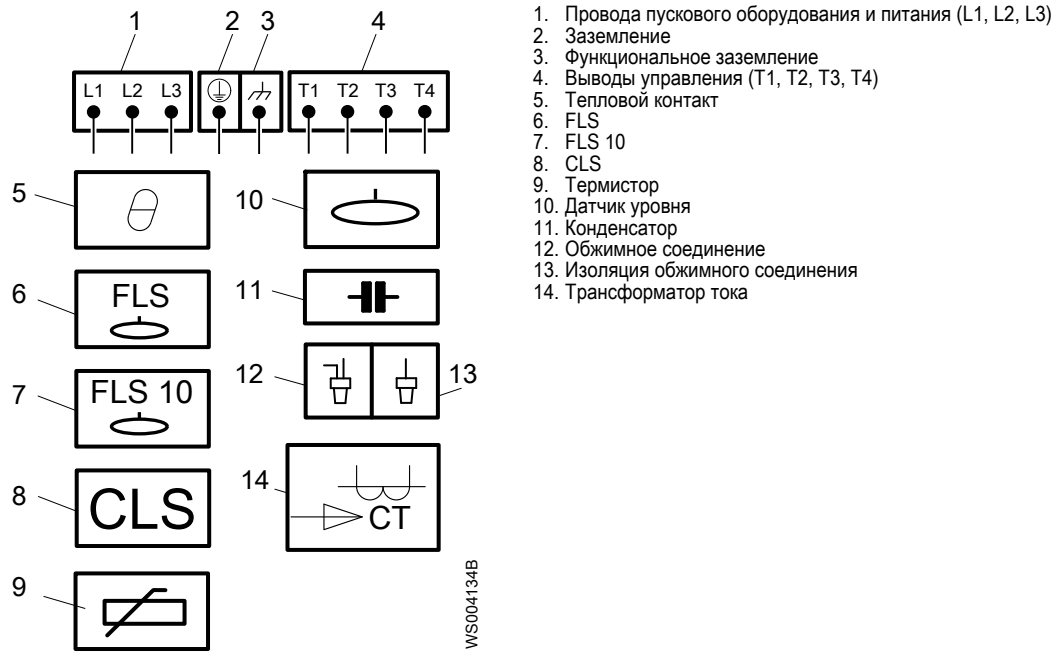 1 2 3 4
L1 L2 L3 T1 T2 T3 T4
5 10
6 FLS 11
7 FLS 10 12 13
8 CLS 14 CT
9
WS004134B
1. Провода пускового оборудования и питания (L1, L2, L3)
2. Заземление
3. Функциональное заземление
4. Выводы управления (T1, T2, T3, T4)
5. Тепловой контакт
6. FLS
7. FLS 10
8. CLS
9. Термистор
10. Датчик уровня
11. Конденсатор
12. Обжимное соединение
13. Изоляция обжимного соединения
14. Трансформатор тока